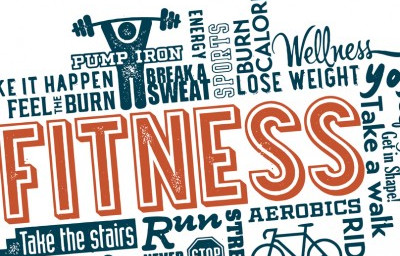 PUMP IRON
ENERGY
SPORTS
BURN
CALOR
Wellness
KE IT HAPPEN
FEEL THE BURN
BREAK A
SWEAT
LOSE WEIGHT
yo
FITNESS
Take a walk
Get in Shape!
Take the stairs
Run
STRE
AEROBICS
RID
NEVER
STOP